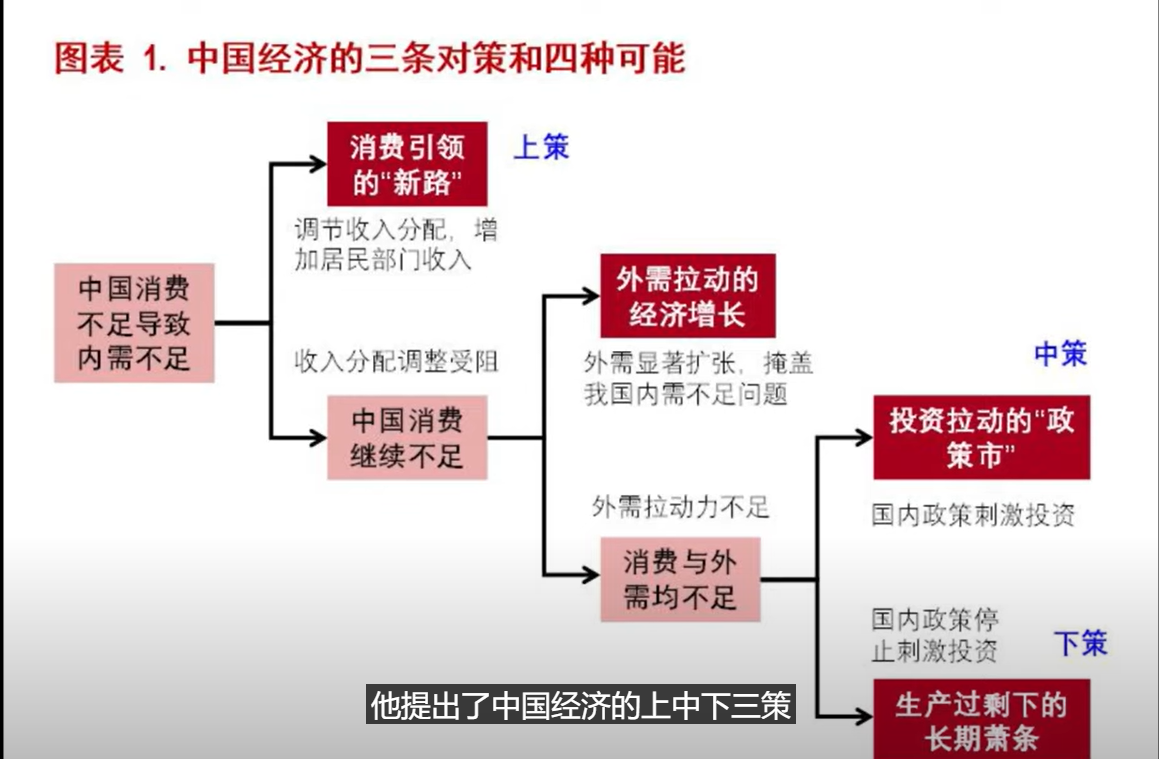 图表 1. 中国经济的三条对策和四种可能
消费引领
的“新路”
上策
调节收入分配，增
加居民部门收入
中国消费
不足导致
内需不足
收入分配调整受阻
中国消费
继续不足
外需拉动的
经济增长
外需显著扩张，掩盖
我国内需不足问题
外需拉动力不足
消费与外
需均不足
中策
投资拉动的“政
策市”
国内政策刺激投资
国内政策停
止刺激投资
下策
生产过剩下的
长期萧条
他提出了中国经济的上中下三策